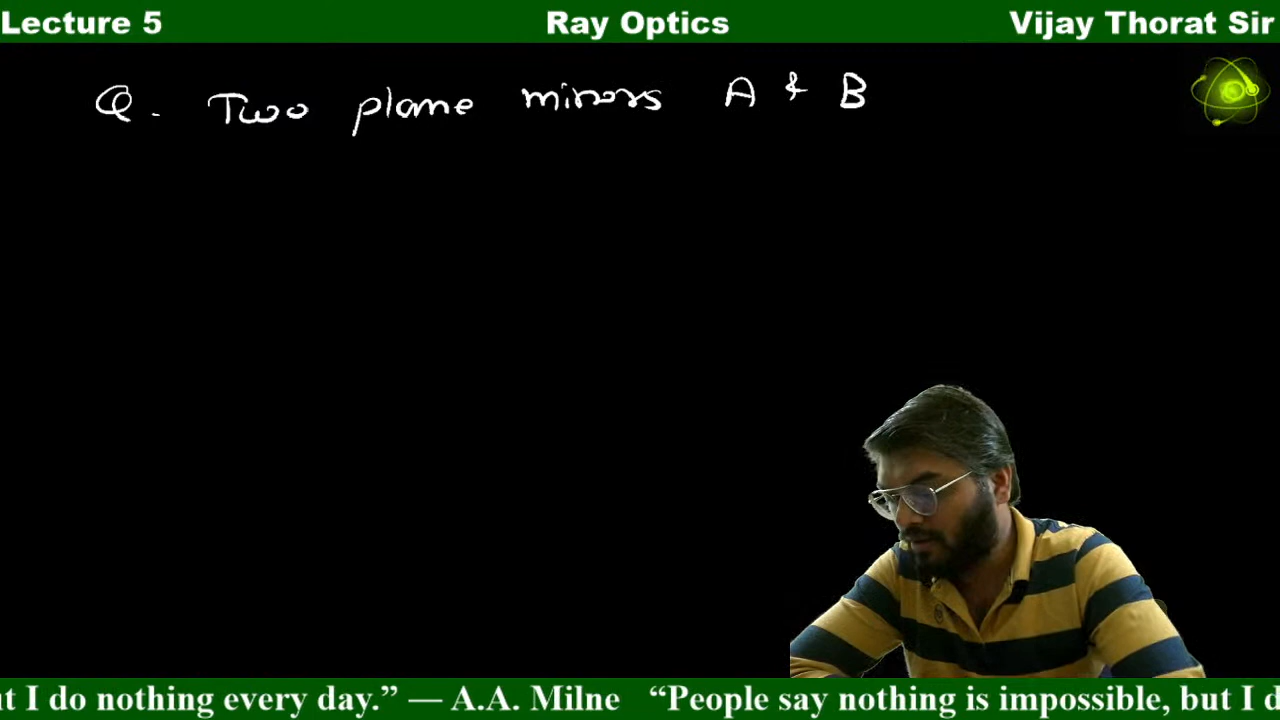 Lecture 5 Ray Optics Vijay Thorat Sir
Q. Two plane mirrors A & B
ut I do nothing every day.” — A.A. Milne “People say nothing is impossible, but I d